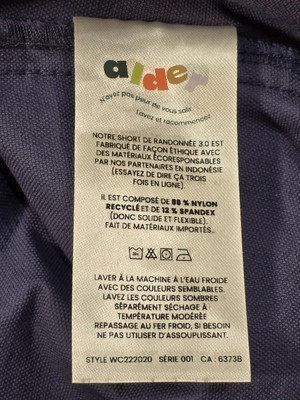 alder
N'ayez pas peur de vous salir
Lavez et recommencez
NOTRE SHORT DE RANDONNÉE 3.0 EST
FABRIQUÉ DE FAÇON ÉTHIQUE AVEC
DES MATÉRIAUX ÉCORESPONSABLES
PAR NOS PARTENAIRES EN INDONÉSIE
(ESSAYEZ DE DIRE ÇA TROIS
FOIS EN LIGNE).
IL EST COMPOSÉ DE 88 % NYLON
RECYCLÉ ET DE 12 % SPANDEX
(DONC SOLIDE ET FLEXIBLE).
FAIT DE MATÉRIAUX IMPORTÉS.
LAVER À LA MACHINE À L'EAU FROIDE
AVEC DES COULEURS SEMBLABLES.
LAVEZ LES COULEURS SOMBRES
SÉPARÉMENT SÉCHAGE À
TEMPÉRATURE MODÉRÉE
REPASSAGE AU FER FROID, SI BESOIN
NE PAS UTILISER D'ASSOUPLISSANT.
STYLE WC222020 SÉRIE 001 CA : 63738